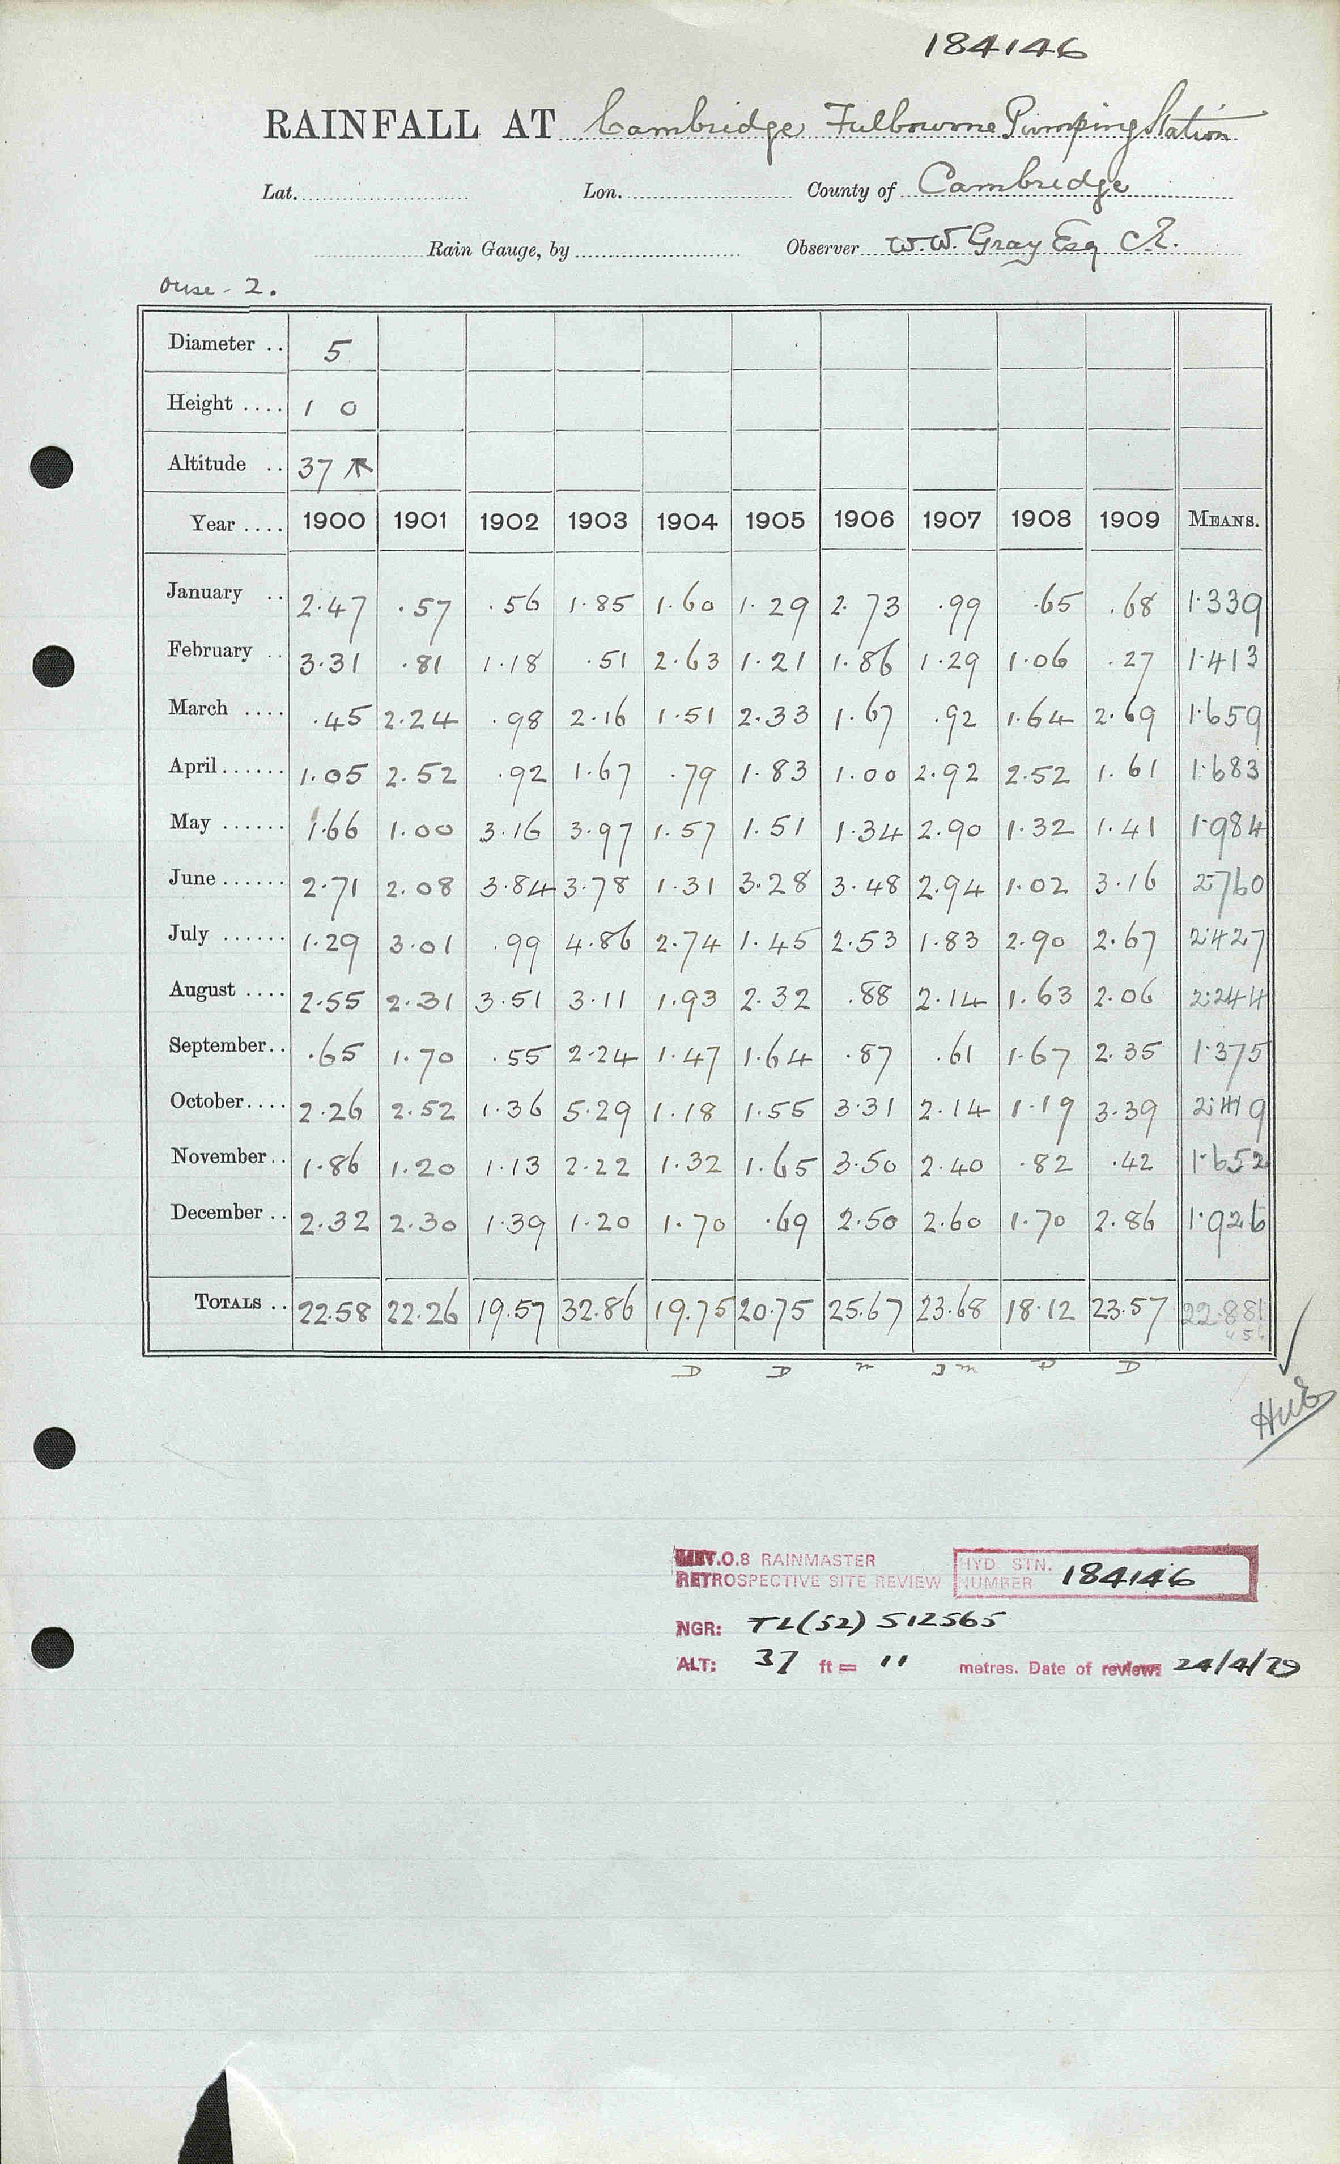 184146
RAINFALL AT Cambridge Fulbourne Pumping Station
Lat. Lon. County of Cambridge
Rain Gauge, by Observer W.W. Gray Esq C.E.
Ouse - 2.
Diameter .. 5
Height .... 1 0
Altitude .. 37
Year .... 1900 1901 1902 1903 1904 1905 1906 1907 1908 1909 MEANS.
January .. 2.47 .57 .56 1.85 1.60 1.29 2.73 .99 .65 .68 1.339
February .. 3.31 .81 1.18 .51 2.63 1.21 1.86 1.29 1.06 .27 1.413
March .... .45 2.24 .98 2.16 1.51 2.33 1.67 .92 1.64 2.69 1.659
April...... 1.05 2.52 .92 1.67 .79 1.83 1.00 2.92 2.52 1.61 1.683
May ...... 1.66 1.00 3.16 3.97 1.57 1.51 1.34 2.90 1.32 1.41 1.984
June ...... 2.71 2.08 3.84 3.78 1.31 3.28 3.48 2.94 1.02 3.16 2.760
July ...... 1.29 3.01 .99 4.86 2.74 1.45 2.53 1.83 2.90 2.67 2.427
August .... 2.55 2.31 3.51 3.11 1.93 2.32 .88 2.14 1.63 2.06 2.244
September.. .65 1.70 .55 2.24 1.47 1.64 .87 .61 1.67 2.35 1.375
October.... 2.26 2.52 1.36 5.29 1.18 1.55 3.31 2.14 1.19 3.39 2.419
November.. 1.86 1.20 1.13 2.22 1.32 1.65 3.50 2.40 .82 .42 1.652
December .. 2.32 2.30 1.39 1.20 1.70 .69 2.50 2.60 1.70 2.86 1.926
TOTALS .. 22.58 22.26 19.57 32.86 19.75 20.75 25.67 23.68 18.12 23.57 22.881
D D m D
MET.O.8 RAINMASTER
RETROSPECTIVE SITE REVIEW
HYD STN. NUMBER 184146
NGR: TL(52) 512565
ALT: 37 ft = 11 metres. Date of review: 24/4/79